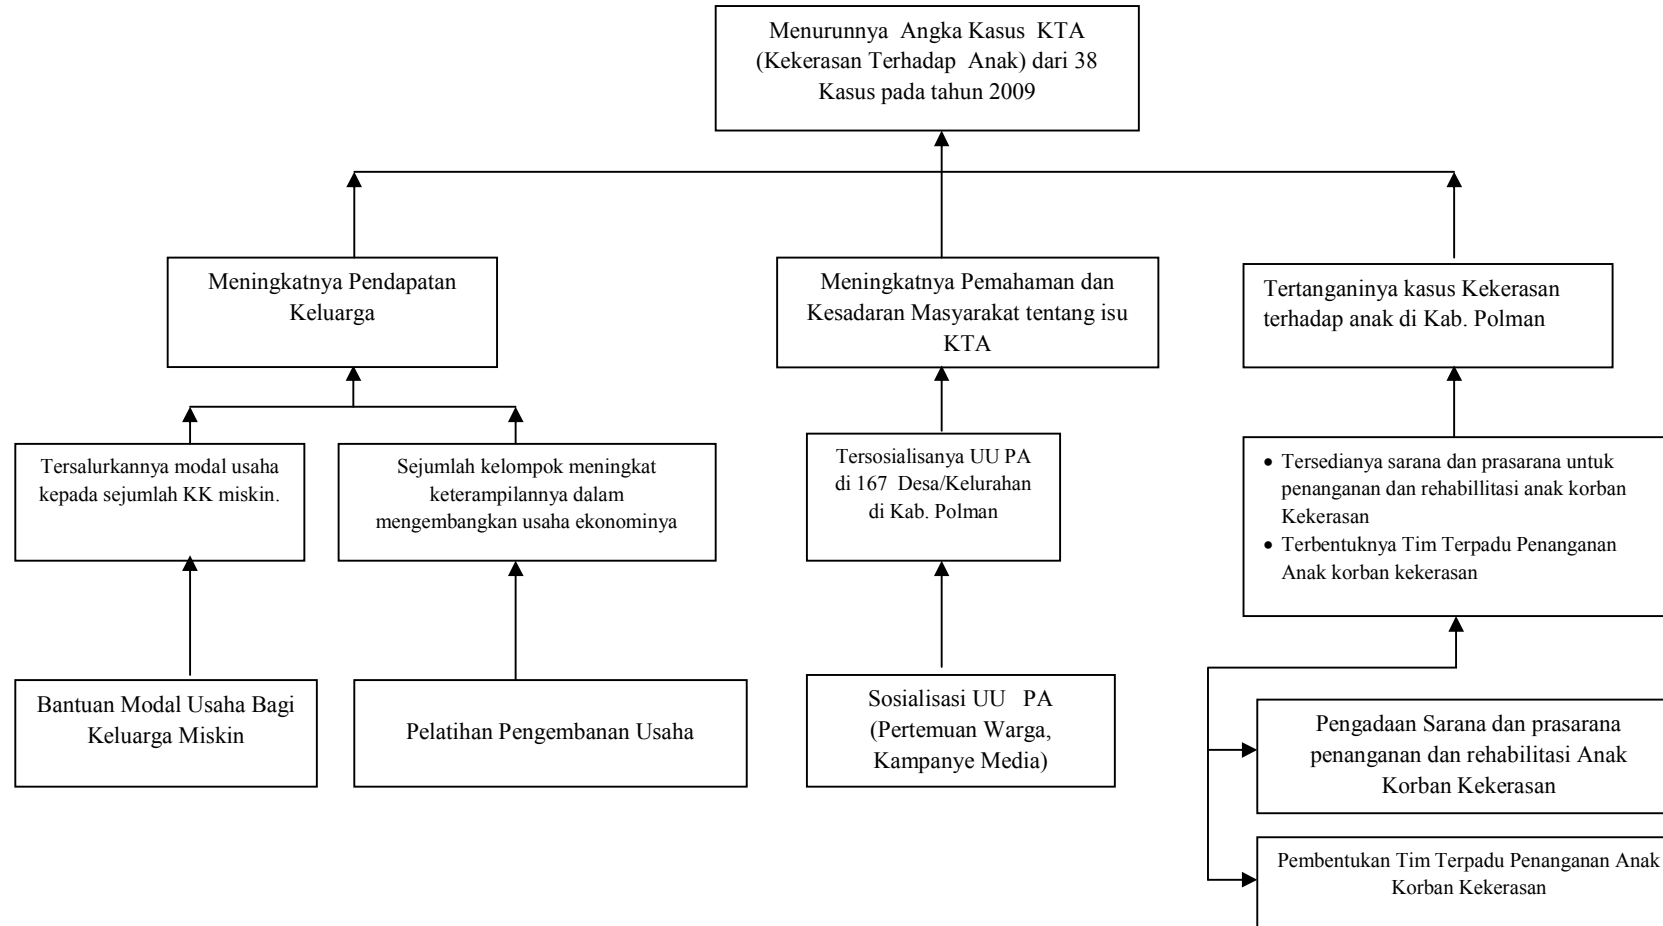 Menurunnya Angka Kasus KTA
(Kekerasan Terhadap Anak) dari 38
Kasus pada tahun 2009
Meningkatnya Pendapatan
Keluarga
Meningkatnya Pemahaman dan
Kesadaran Masyarakat tentang isu
KTA
Tertanganinya kasus Kekerasan
terhadap anak di Kab. Polman
Tersalurkannya modal usaha
kepada sejumlah KK miskin.
Sejumlah kelompok meningkat
keterampilannya dalam
mengembangkan usaha ekonominya
Tersosialisanya UU PA
di 167 Desa/Kelurahan
di Kab. Polman
• Tersedianya sarana dan prasarana untuk
penanganan dan rehabillitasi anak korban
Kekerasan
• Terbentuknya Tim Terpadu Penanganan
Anak korban kekerasan
Bantuan Modal Usaha Bagi
Keluarga Miskin
Pelatihan Pengembanan Usaha
Sosialisasi UU PA
(Pertemuan Warga,
Kampanye Media)
Pengadaan Sarana dan prasarana
penanganan dan rehabilitasi Anak
Korban Kekerasan
Pembentukan Tim Terpadu Penanganan Anak
Korban Kekerasan